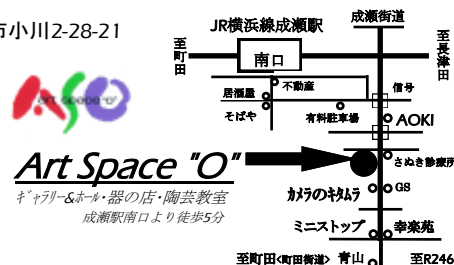 市小川2-28-21
JR横浜線成瀬駅
成瀬街道
至町田
南口
至長津田
不動産
居酒屋
信号
そばや
有料駐車場
AOKI
art space "o"
さぬき診療所
Art Space "O"
ｷﾞｬﾗﾘｰ&ﾎｰﾙ・器の店・陶芸教室
成瀬駅南口より徒歩5分
カメラのキタムラ
GS
ミニストップ
幸楽苑
至町田<町田街道>
青山
至R246